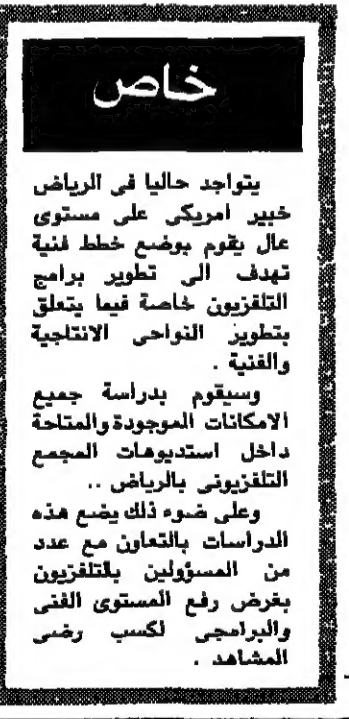 خاص
يتواجد حاليا فى الرياض
خبير امريكى على مستوى
عال يقوم بوضع خطط فنية
تهدف الى تطوير برامج
التلفزيون خاصة فيما يتعلق
بتطوير النواحى الانتاجية
والفنية .
وسيقوم بدراسة جميع
الامكانات الموجودة والمتاحة
داخل استديوهات المجمع
التلفزيونى بالرياض ..
وعلى ضوء ذلك يضع هذه
الدراسات بالتعاون مع عدد
من المسؤولين بالتلفزيون
بغرض رفع المستوى الفنى
والبرامجى لكسب رضى
المشاهد .